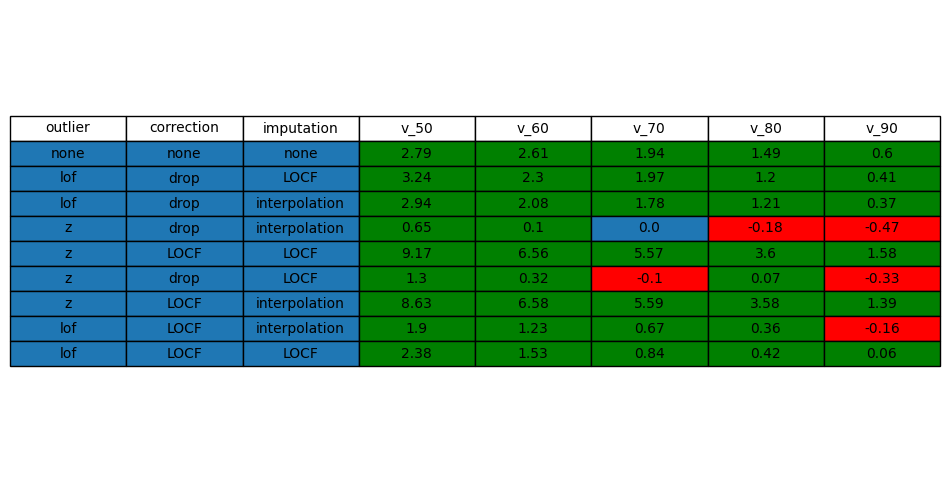 outlier correction imputation v_50 v_60 v_70 v_80 v_90
none none none 2.79 2.61 1.94 1.49 0.6
lof drop LOCF 3.24 2.3 1.97 1.2 0.41
lof drop interpolation 2.94 2.08 1.78 1.21 0.37
z drop interpolation 0.65 0.1 0.0 -0.18 -0.47
z LOCF LOCF 9.17 6.56 5.57 3.6 1.58
z drop LOCF 1.3 0.32 -0.1 0.07 -0.33
z LOCF interpolation 8.63 6.58 5.59 3.58 1.39
lof LOCF interpolation 1.9 1.23 0.67 0.36 -0.16
lof LOCF LOCF 2.38 1.53 0.84 0.42 0.06